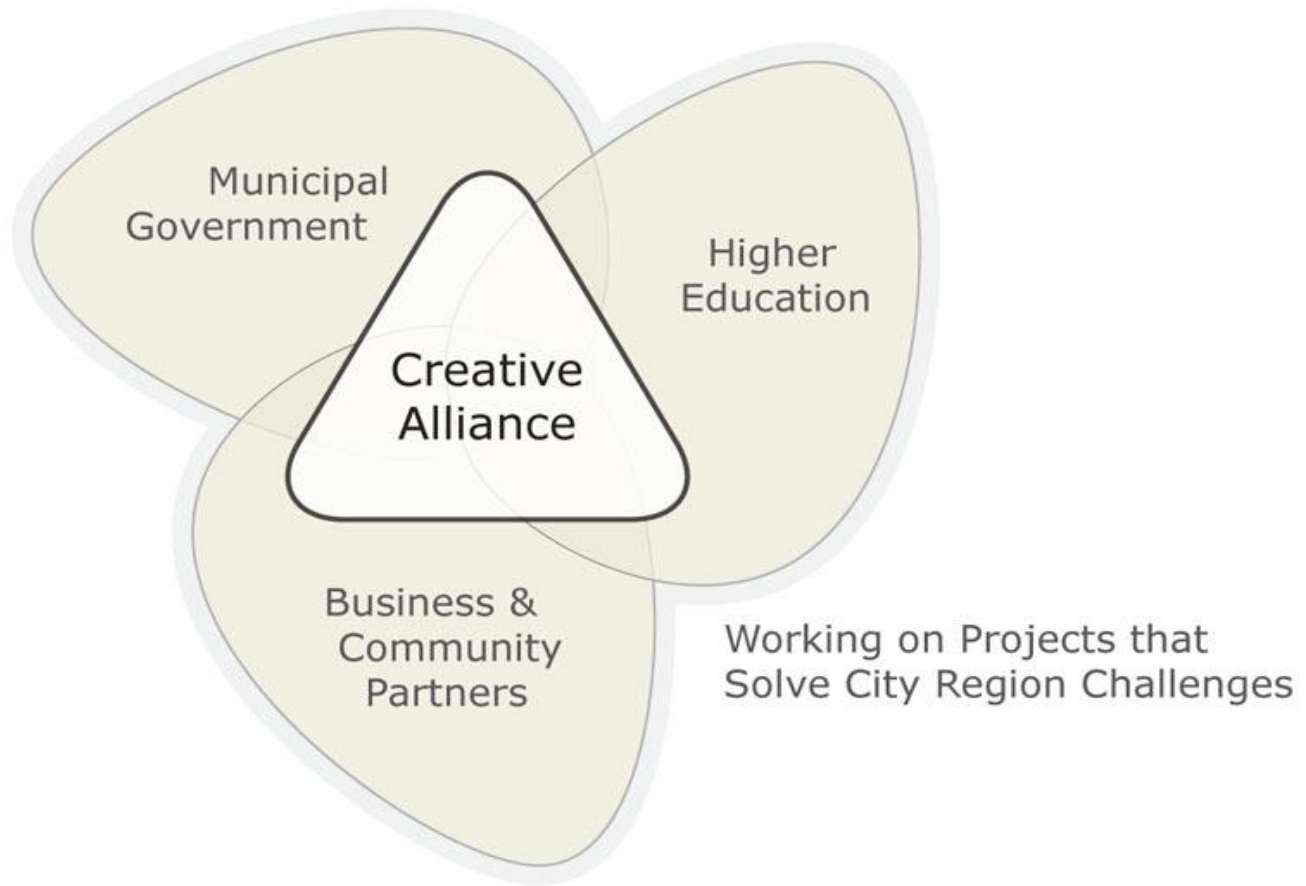 Municipal
Government
Higher
Education
Creative
Alliance
Business &
Community
Partners
Working on Projects that
Solve City Region Challenges